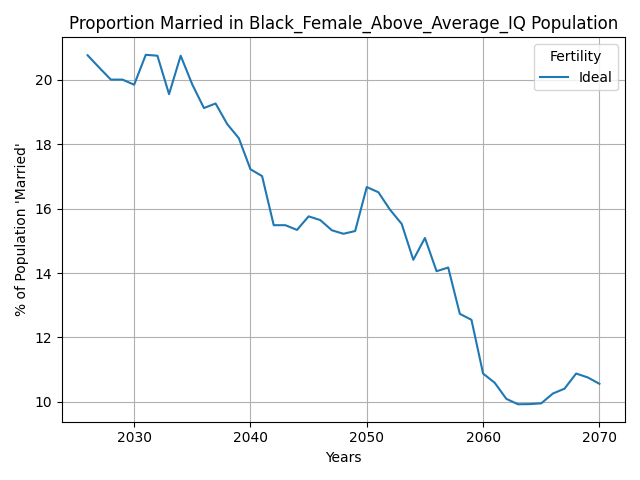 Proportion Married in Black_Female_Above_Average_IQ Population
Fertility
Ideal
% of Population 'Married'
20
18
16
14
12
10
2030
2040
2050
2060
2070
Years